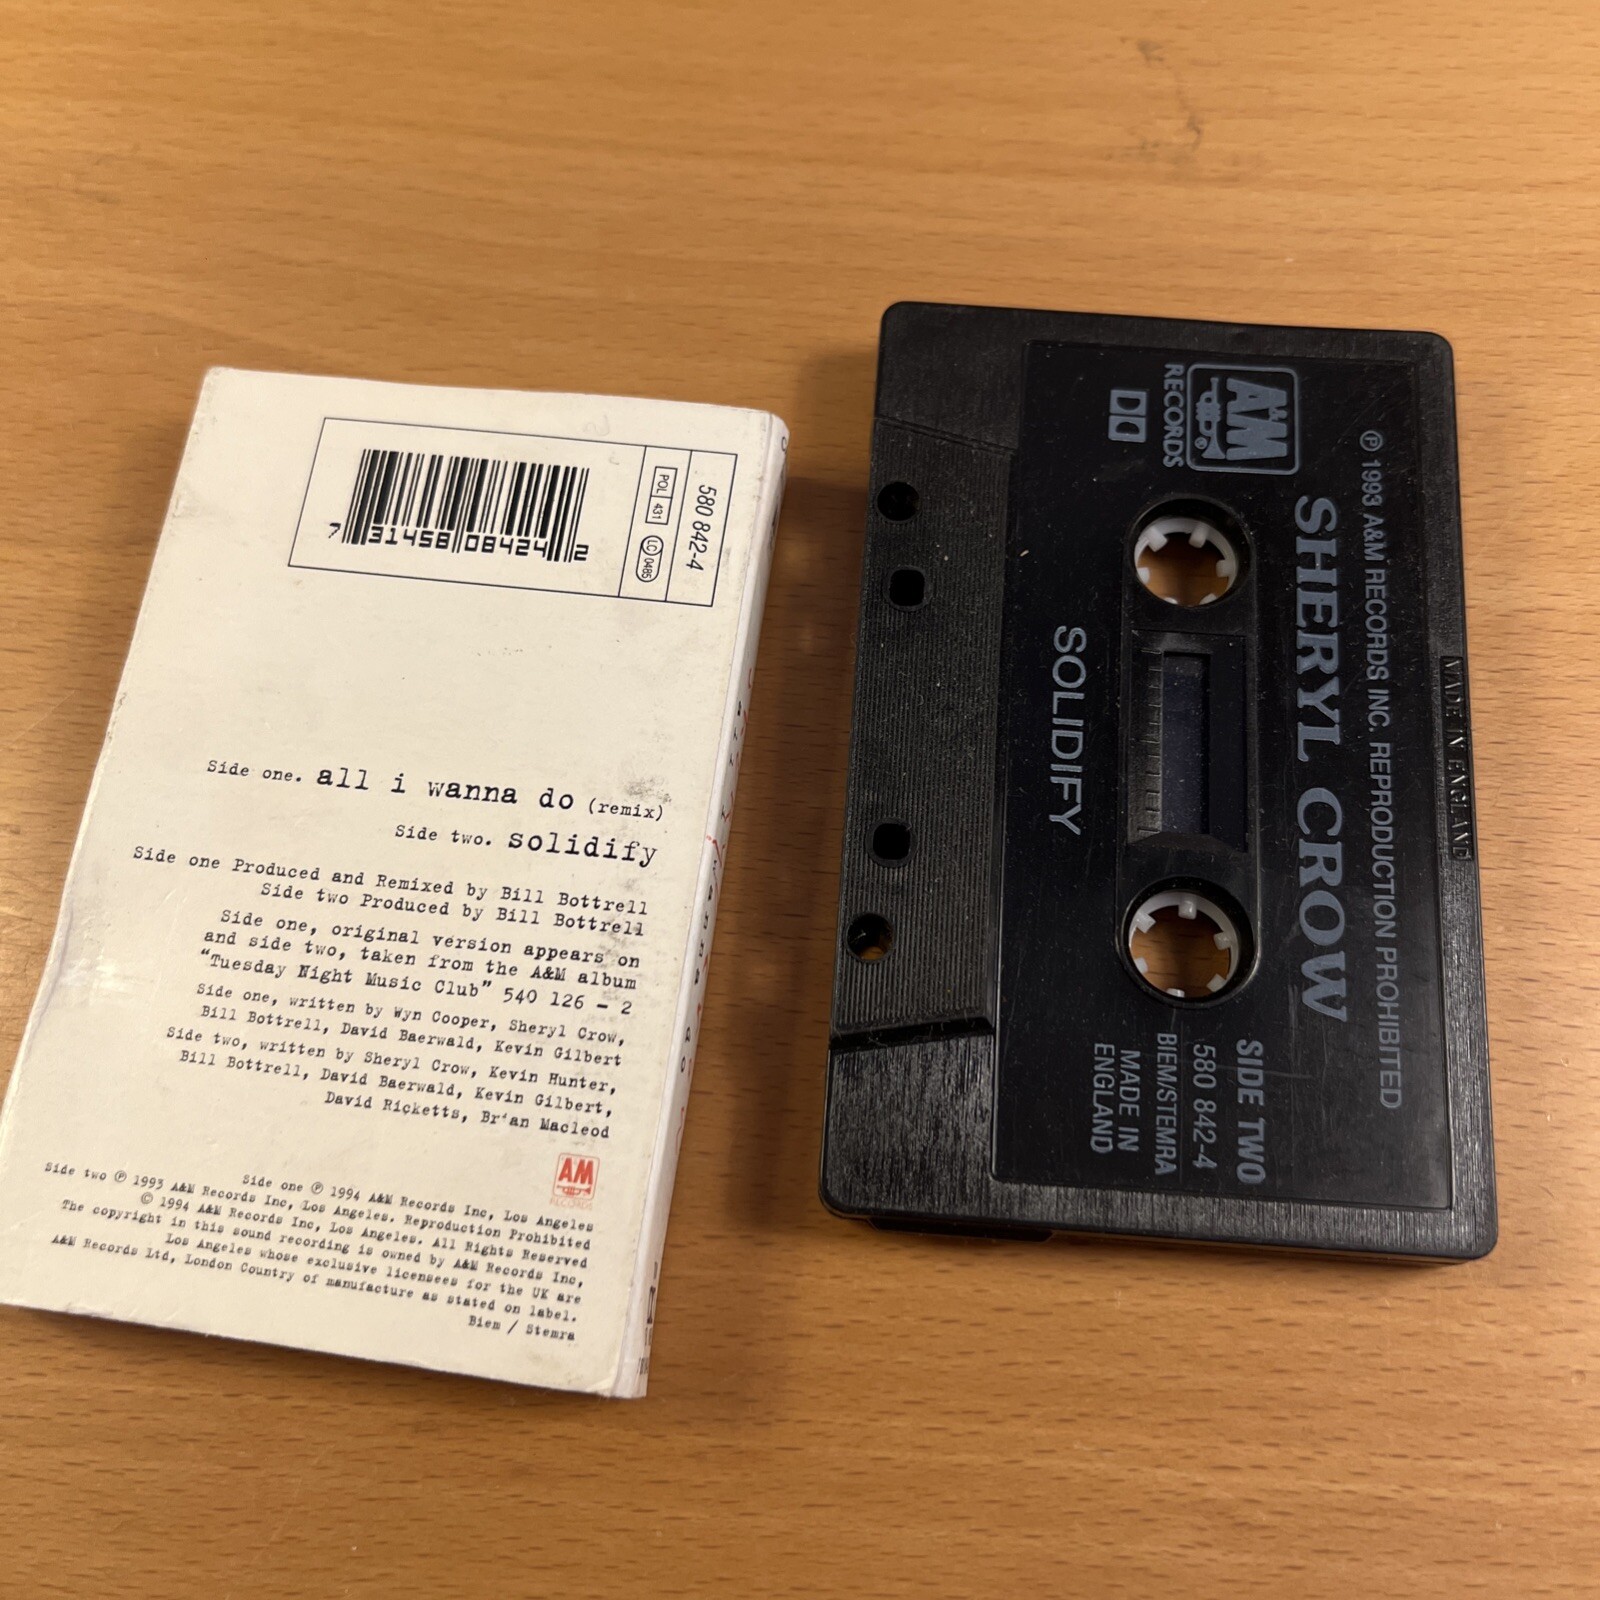 7 31458 08424 2
POL 431
LC 0485
580 842-4
Side one. all i wanna do (remix)
Side two. solidify
Side one Produced and Remixed by Bill Bottrell
Side two Produced by Bill Bottrell
Side one, original version appears on
and side two, taken from the A&M album
"Tuesday Night Music Club" 540 126 - 2
Side one, written by Wyn Cooper, Sheryl Crow,
Bill Bottrell, David Baerwald, Kevin Gilbert
Side two, written by Sheryl Crow, Kevin Hunter,
Bill Bottrell, David Baerwald, Kevin Gilbert,
David Ricketts, Brian Macleod
A&M
RECORDS
Side one ℗ 1994 A&M Records Inc, Los Angeles
Side two ℗ 1993 A&M Records Inc, Los Angeles. Reproduction Prohibited
© 1994 A&M Records Inc, Los Angeles. All Rights Reserved
The copyright in this sound recording is owned by A&M Records Inc,
Los Angeles whose exclusive licensees for the UK are
A&M Records Ltd, London Country of manufacture as stated on label.
Biem / Stemra
MADE IN ENGLAND
℗ 1993 A&M RECORDS INC. REPRODUCTION PROHIBITED
A&M
®
RECORDS
SHERYL CROW
SIDE TWO
580 842-4
BIEM/STEMRA
MADE IN
ENGLAND
SOLIDIFY